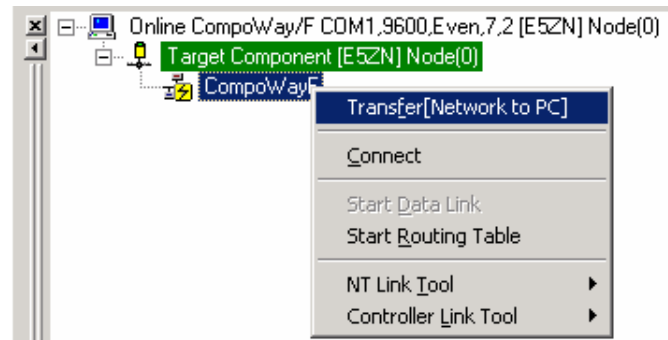 Online CompoWay/F COM1,9600,Even,7,2 [E5ZN] Node(0)
Target Component [E5ZN] Node(0)
CompoWayF
Transfer[Network to PC]
Connect
Start Data Link
Start Routing Table
NT Link Tool
Controller Link Tool